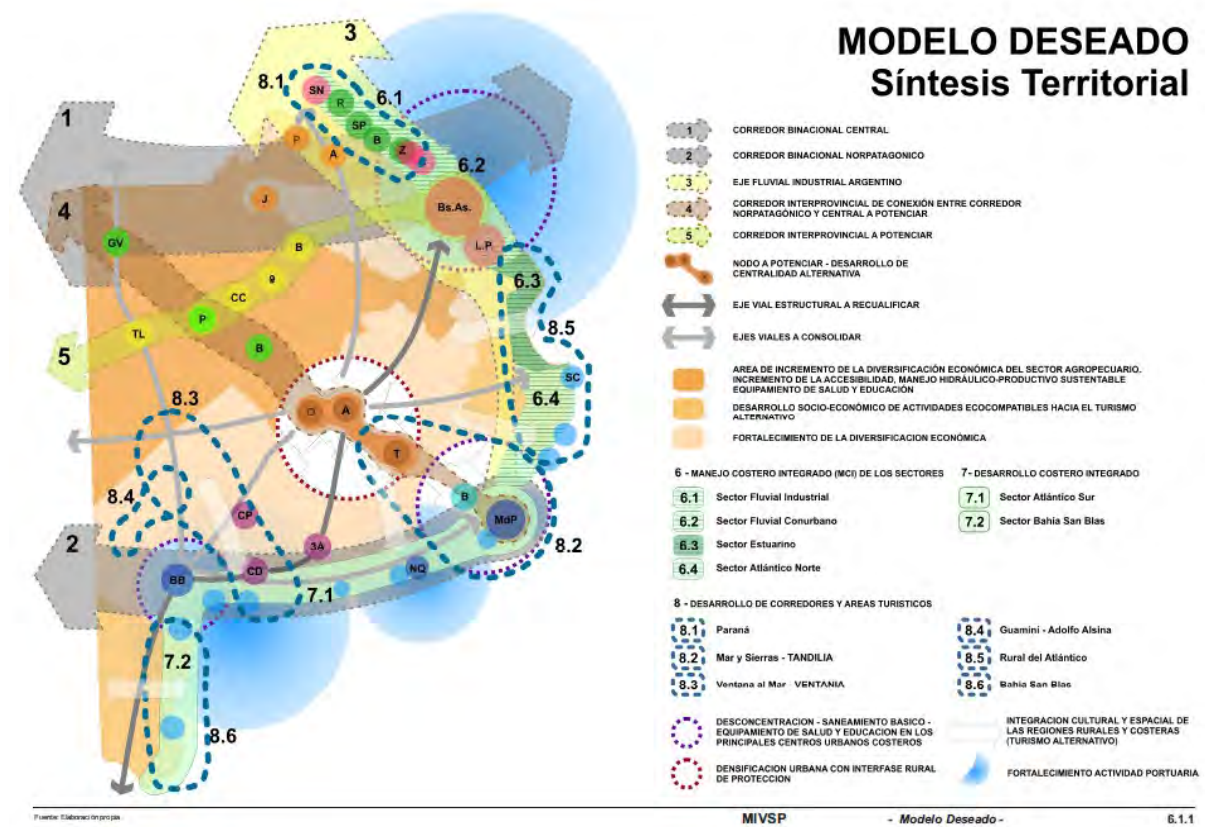 MODELO DESEADO
Síntesis Territorial
3
8.1
SN
R
6.1
SP
B
Z
P
A
1
6.2
2
J
Bs.As.
4
GV
B
L.P
9
6.3
CC
P
TL
8.5
B
5
SC
8.3
6.4
O
A
T
8.4
B
CP
MdP
2
3A
8.2
BB
CD
NQ
7.1
7.2
8.6
1 CORREDOR BINACIONAL CENTRAL
2 CORREDOR BINACIONAL NORPATAGONICO
3 EJE FLUVIAL INDUSTRIAL ARGENTINO
4 CORREDOR INTERPROVINCIAL DE CONEXIÓN ENTRE CORREDOR
NORPATAGÓNICO Y CENTRAL A POTENCIAR
5 CORREDOR INTERPROVINCIAL A POTENCIAR
NODO A POTENCIAR - DESARROLLO DE
CENTRALIDAD ALTERNATIVA
EJE VIAL ESTRUCTURAL A RECUALIFICAR
EJES VIALES A CONSOLIDAR
AREA DE INCREMENTO DE LA DIVERSIFICACIÓN ECONÓMICA DEL SECTOR AGROPECUARIO.
INCREMENTO DE LA ACCESIBILIDAD, MANEJO HIDRÁULICO-PRODUCTIVO SUSTENTABLE
EQUIPAMIENTO DE SALUD Y EDUCACIÓN
DESARROLLO SOCIO-ECONÓMICO DE ACTIVIDADES ECOCOMPATIBLES HACIA EL TURISMO
ALTERNATIVO
FORTALECIMIENTO DE LA DIVERSIFICACION ECONÓMICA
6 - MANEJO COSTERO INTEGRADO (MCI) DE LOS SECTORES
6.1 Sector Fluvial Industrial
6.2 Sector Fluvial Conurbano
6.3 Sector Estuarino
6.4 Sector Atlántico Norte
7- DESARROLLO COSTERO INTEGRADO
7.1 Sector Atlántico Sur
7.2 Sector Bahía San Blas
8 - DESARROLLO DE CORREDORES Y AREAS TURISTICOS
8.1 Paraná
8.2 Mar y Sierras - TANDILIA
8.3 Ventana al Mar - VENTANIA
8.4 Guaminí - Adolfo Alsina
8.5 Rural del Atlántico
8.6 Bahía San Blas
DESCONCENTRACION - SANEAMIENTO BASICO -
EQUIPAMIENTO DE SALUD Y EDUCACION EN LOS
PRINCIPALES CENTROS URBANOS COSTEROS
DENSIFICACION URBANA CON INTERFASE RURAL
DE PROTECCION
INTEGRACION CULTURAL Y ESPACIAL DE
LAS REGIONES RURALES Y COSTERAS
(TURISMO ALTERNATIVO)
FORTALECIMIENTO ACTIVIDAD PORTUARIA
Fuente: Elaboración propia.
MIVSP
- Modelo Deseado -
6.1.1